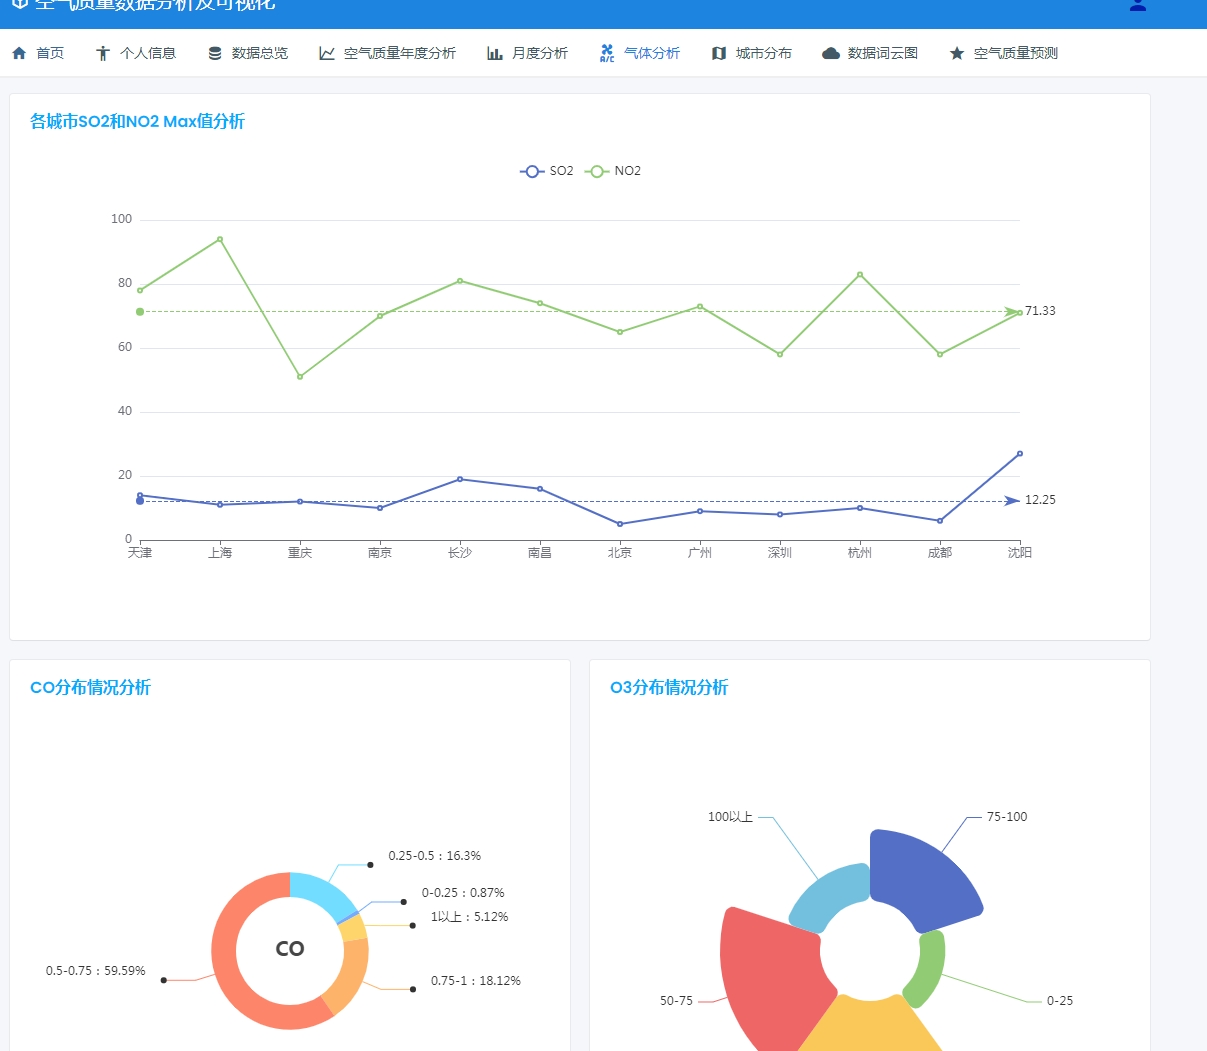 空气质量数据分析及可视化
首页 个人信息 数据总览 空气质量年度分析 月度分析 气体分析 城市分布 数据词云图 空气质量预测
各城市SO2和NO2 Max值分析
SO2 NO2
100
80
71.33
60
40
20
12.25
0
天津 上海 重庆 南京 长沙 南昌 北京 广州 深圳 杭州 成都 沈阳
CO分布情况分析
0.25-0.5：16.3%
0-0.25：0.87%
1以上：5.12%
CO
0.5-0.75：59.59%
0.75-1：18.12%
O3分布情况分析
100以上 75-100
50-75 0-25